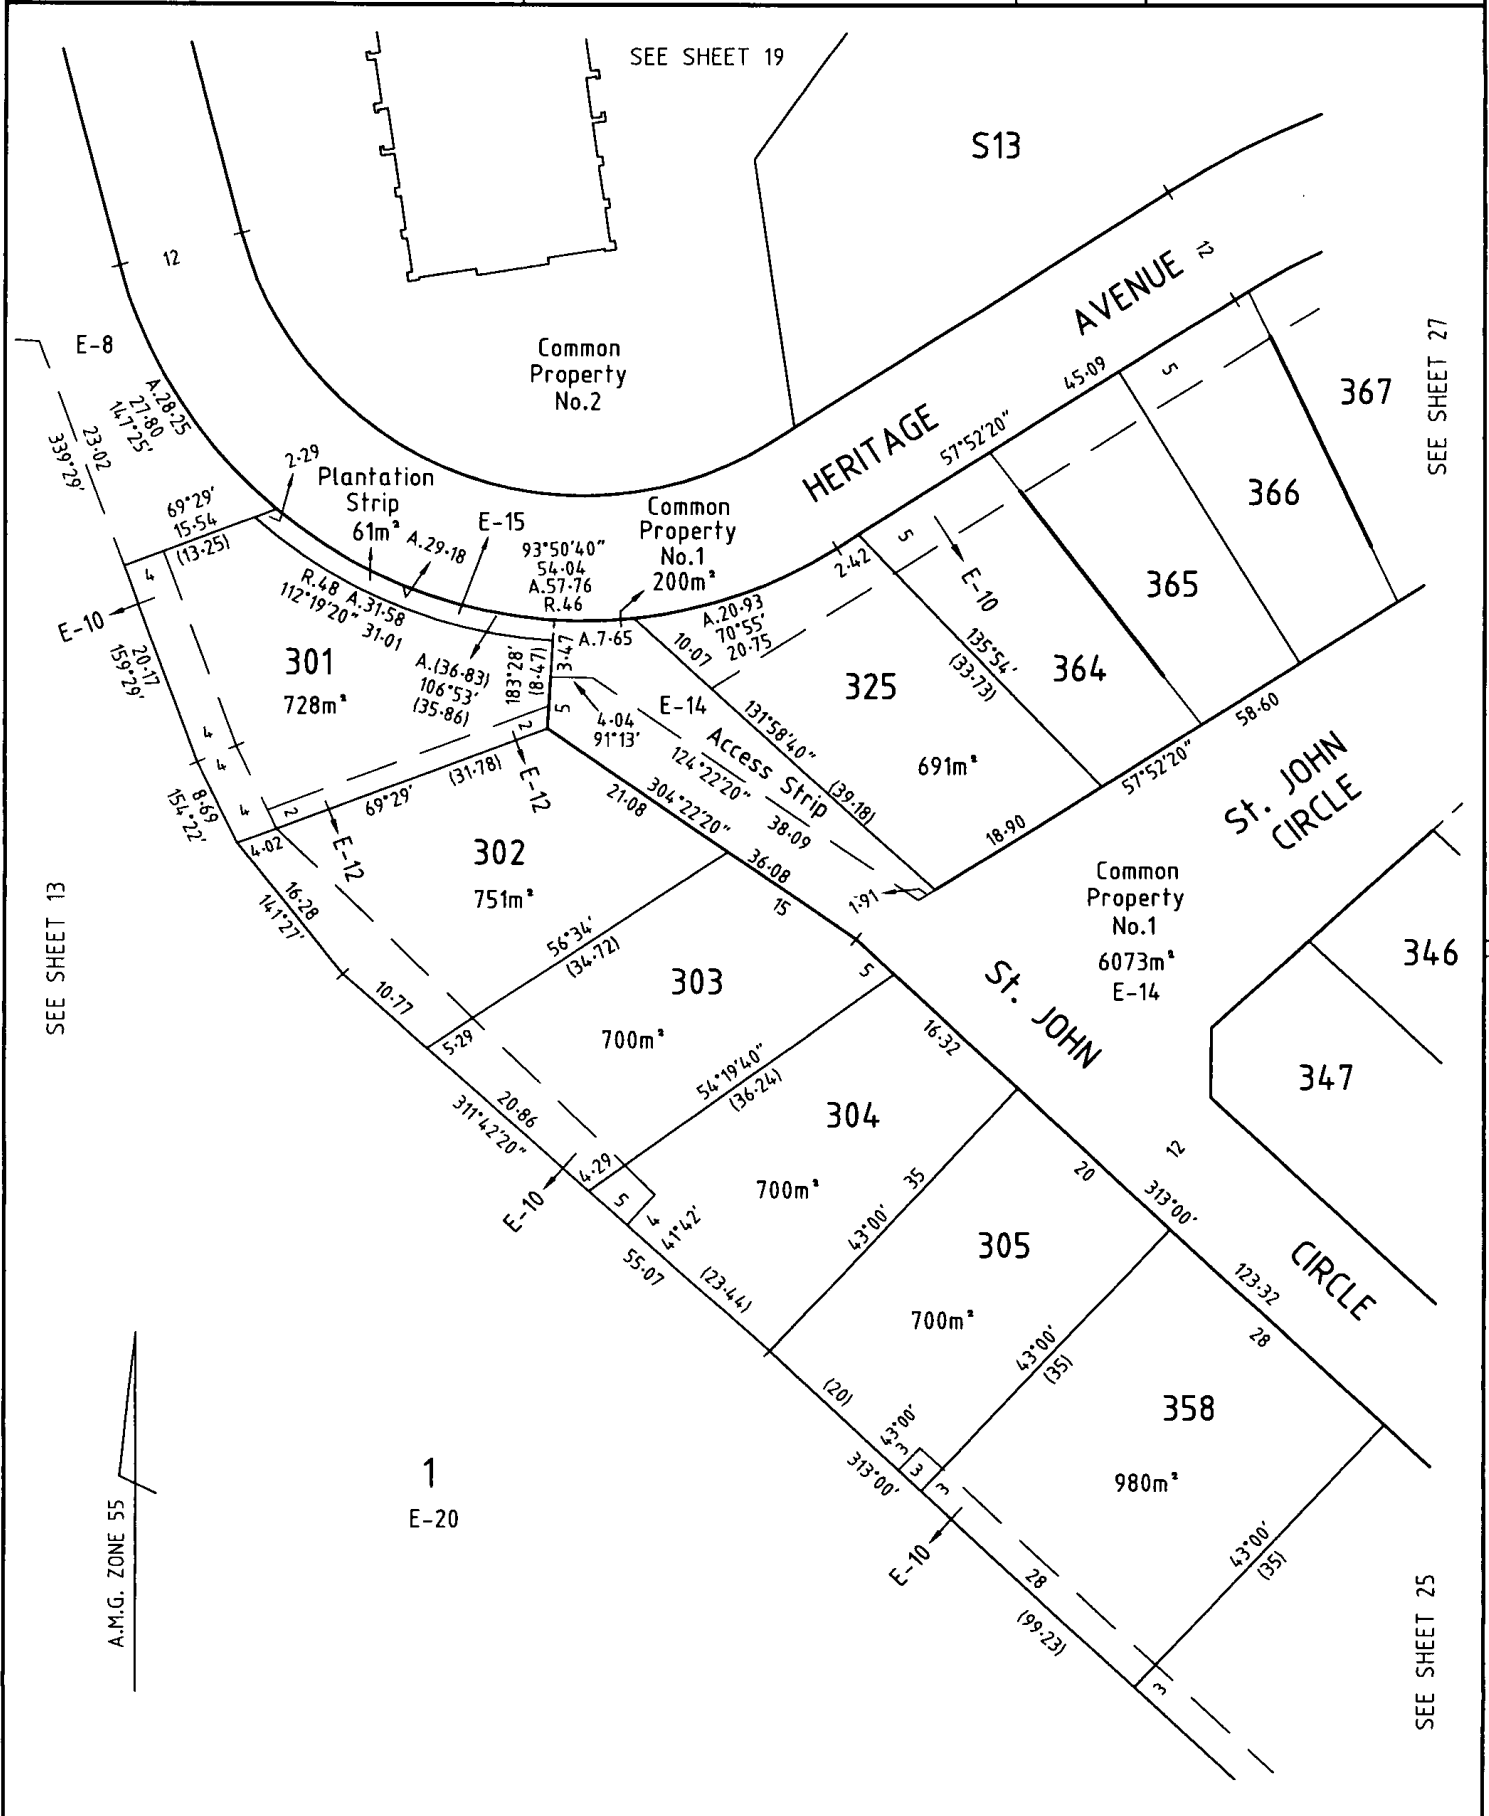 SEE SHEET 19
S13
12
12
AVENUE
HERITAGE
E-8
Common
Property
No.2
SEE SHEET 27
A.28·25
27·80
147°25'
23·02
339°29'
45·09
57°52'20"
5
367
366
365
364
2·29
Plantation
Strip
61m²
A.29·18
E-15
Common
Property
No.1
200m²
93°50'40"
54·04
A.57·76
R.46
69°29'
15·54
(13·25)
4
E-10
20·17
159°29'
R.48 A.31·58
112°19'20" 31·01
301
728m²
A.(36·83)
106°53'
(35·86)
183°28'
(8·47)
3·47
5
2
A.7·65
A.20·93
70°55'
20·75
10·07
2·42
5
E-10
135°54'
(33·73)
325
691m²
4·04
91°13'
E-14
Access Strip
124°22'20"
38·09
131°58'40"
(39·18)
58·60
57°52'20"
18·90
St. JOHN
CIRCLE
4
4
4
8·69
154°22'
2
69°29'
(31·78)
E-12
E-12
4·02
302
751m²
21·08
304°22'20"
36·08
15
1·91
Common
Property
No.1
6073m²
E-14
346
347
SEE SHEET 13
16·28
141°27'
10·77
56°34'
(34·72)
5·29
303
700m²
5
St. JOHN
16·32
20·86
311°42'20"
54°19'40"
(36·24)
304
700m²
4·29
5
4
41°42'
E-10
55·07
(23·44)
43°00'
35
20
12
313°00'
CIRCLE
123·32
28
305
700m²
43°00'
(35)
(20)
43°00'
3
3
3
313°00'
358
980m²
E-10
28
(99·23)
43°00'
(35)
3
1
E-20
A.M.G. ZONE 55
SEE SHEET 25